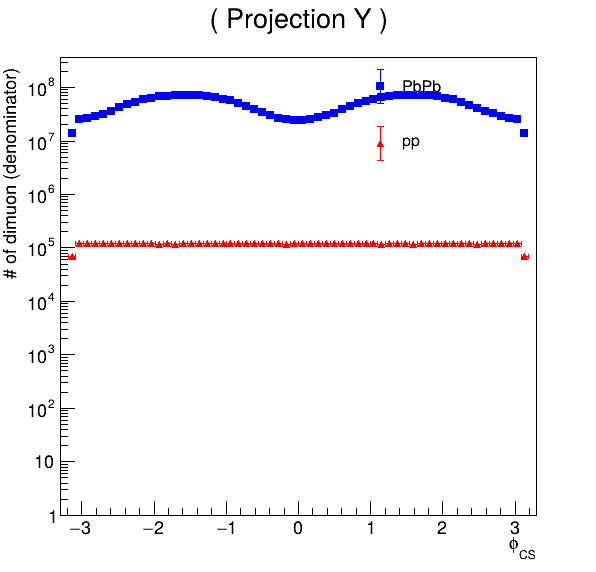 ( Projection Y )
# of dimuon (denominator)
10^8
10^7
10^6
10^5
10^4
10^3
10^2
10
1
PbPb
pp
−3 −2 −1 0 1 2 3
ϕ_CS